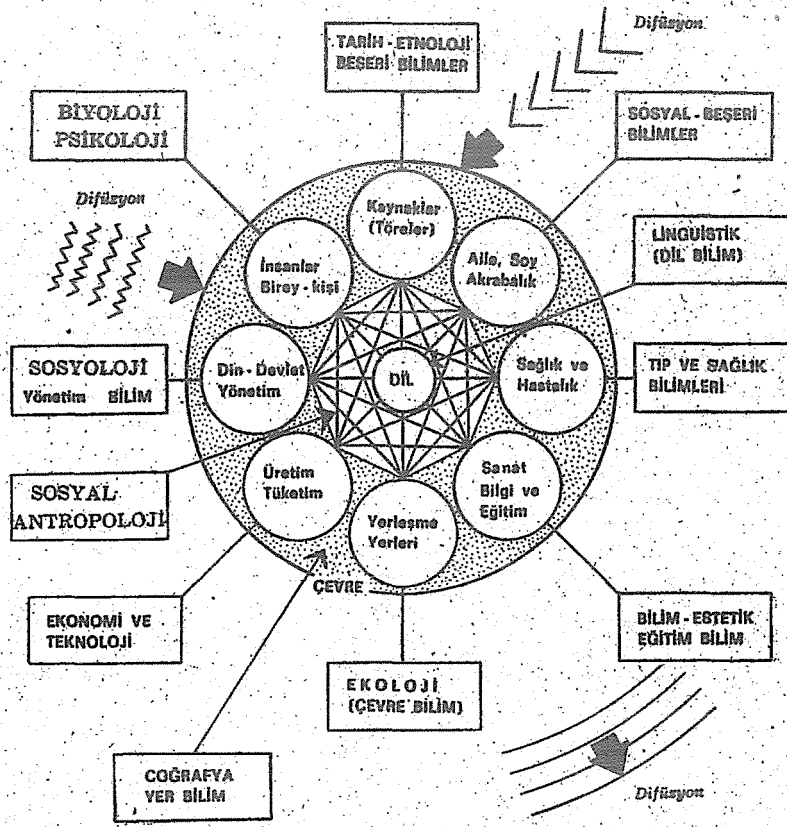 Difüsyon
TARİH - ETNOLOJİ
BEŞERİ BİLİMLER
BİYOLOJİ
PSİKOLOJİ
SOSYAL - BEŞERİ
BİLİMLER
Difüsyon
Kaynaklar
(Töreler)
İnsanlar
Birey - kişi
Aile, Soy
Akrabalık
LİNGUİSTİK
(DİL BİLİM)
SOSYOLOJİ
Yönetim BİLİM
Din - Devlet
Yönetim
DİL
Sağlık ve
Hastalık
TIP VE SAĞLIK
BİLİMLERİ
SOSYAL
ANTROPOLOJİ
Üretim
Tüketim
Sanat
Bilgi ve
Eğitim
Yerleşme
Yerleri
ÇEVRE
EKONOMİ VE
TEKNOLOJİ
BİLİM - ESTETİK
EĞİTİM BİLİM
EKOLOJİ
(ÇEVRE BİLİM)
COĞRAFYA
YER BİLİM
Difüsyon